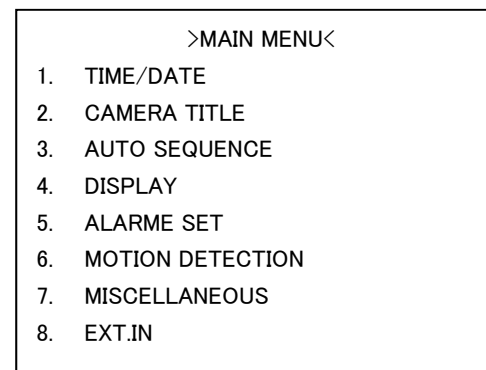 >MAIN MENU<
1. TIME/DATE
2. CAMERA TITLE
3. AUTO SEQUENCE
4. DISPLAY
5. ALARME SET
6. MOTION DETECTION
7. MISCELLANEOUS
8. EXT.IN